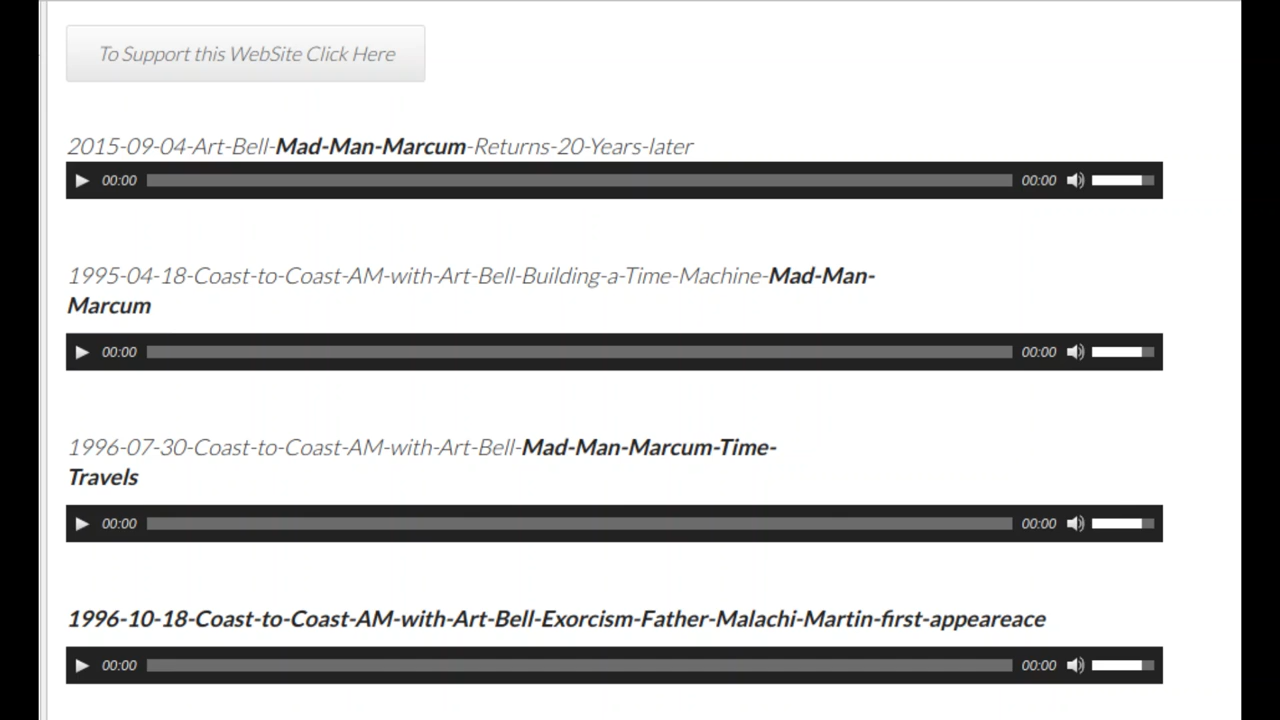 To Support this WebSite Click Here
2015-09-04-Art-Bell-Mad-Man-Marcum-Returns-20-Years-later
00:00 00:00
1995-04-18-Coast-to-Coast-AM-with-Art-Bell-Building-a-Time-Machine-Mad-Man-
Marcum
00:00 00:00
1996-07-30-Coast-to-Coast-AM-with-Art-Bell-Mad-Man-Marcum-Time-
Travels
00:00 00:00
1996-10-18-Coast-to-Coast-AM-with-Art-Bell-Exorcism-Father-Malachi-Martin-first-appeareace
00:00 00:00